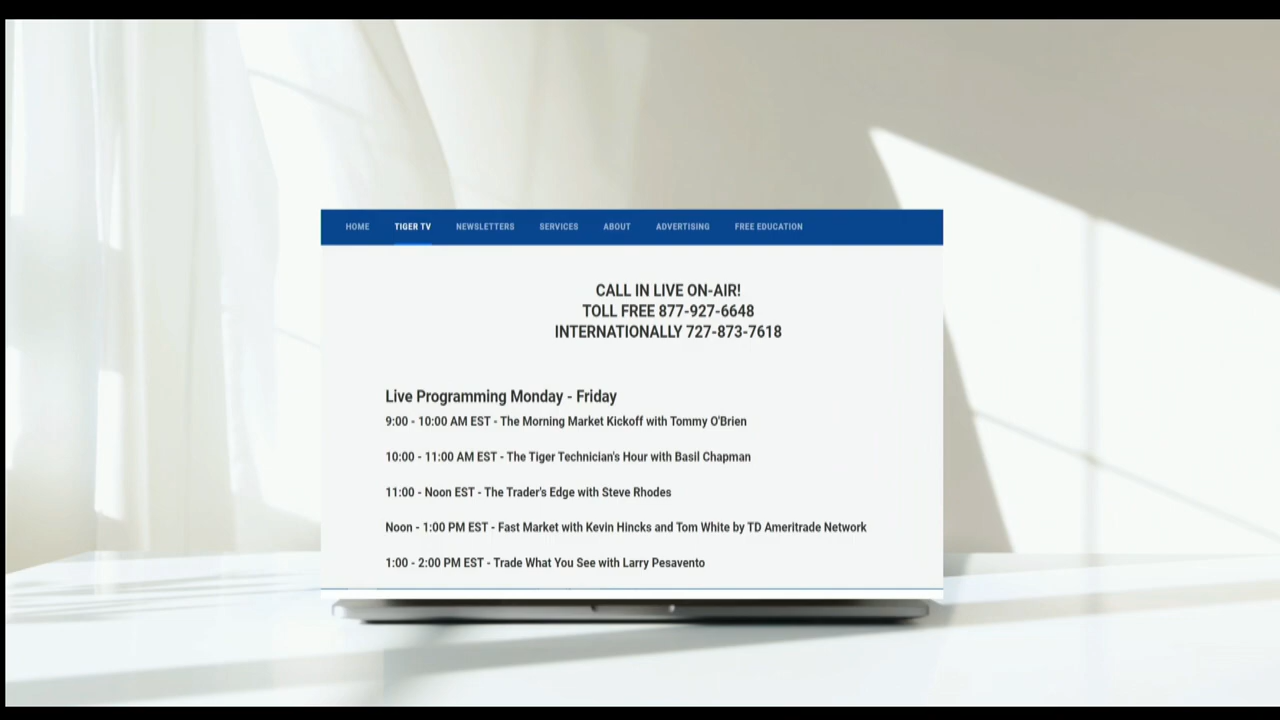 HOME TIGER TV NEWSLETTERS SERVICES ABOUT ADVERTISING FREE EDUCATION
CALL IN LIVE ON-AIR!
TOLL FREE 877-927-6648
INTERNATIONALLY 727-873-7618
Live Programming Monday - Friday
9:00 - 10:00 AM EST - The Morning Market Kickoff with Tommy O'Brien
10:00 - 11:00 AM EST - The Tiger Technician's Hour with Basil Chapman
11:00 - Noon EST - The Trader's Edge with Steve Rhodes
Noon - 1:00 PM EST - Fast Market with Kevin Hincks and Tom White by TD Ameritrade Network
1:00 - 2:00 PM EST - Trade What You See with Larry Pesavento